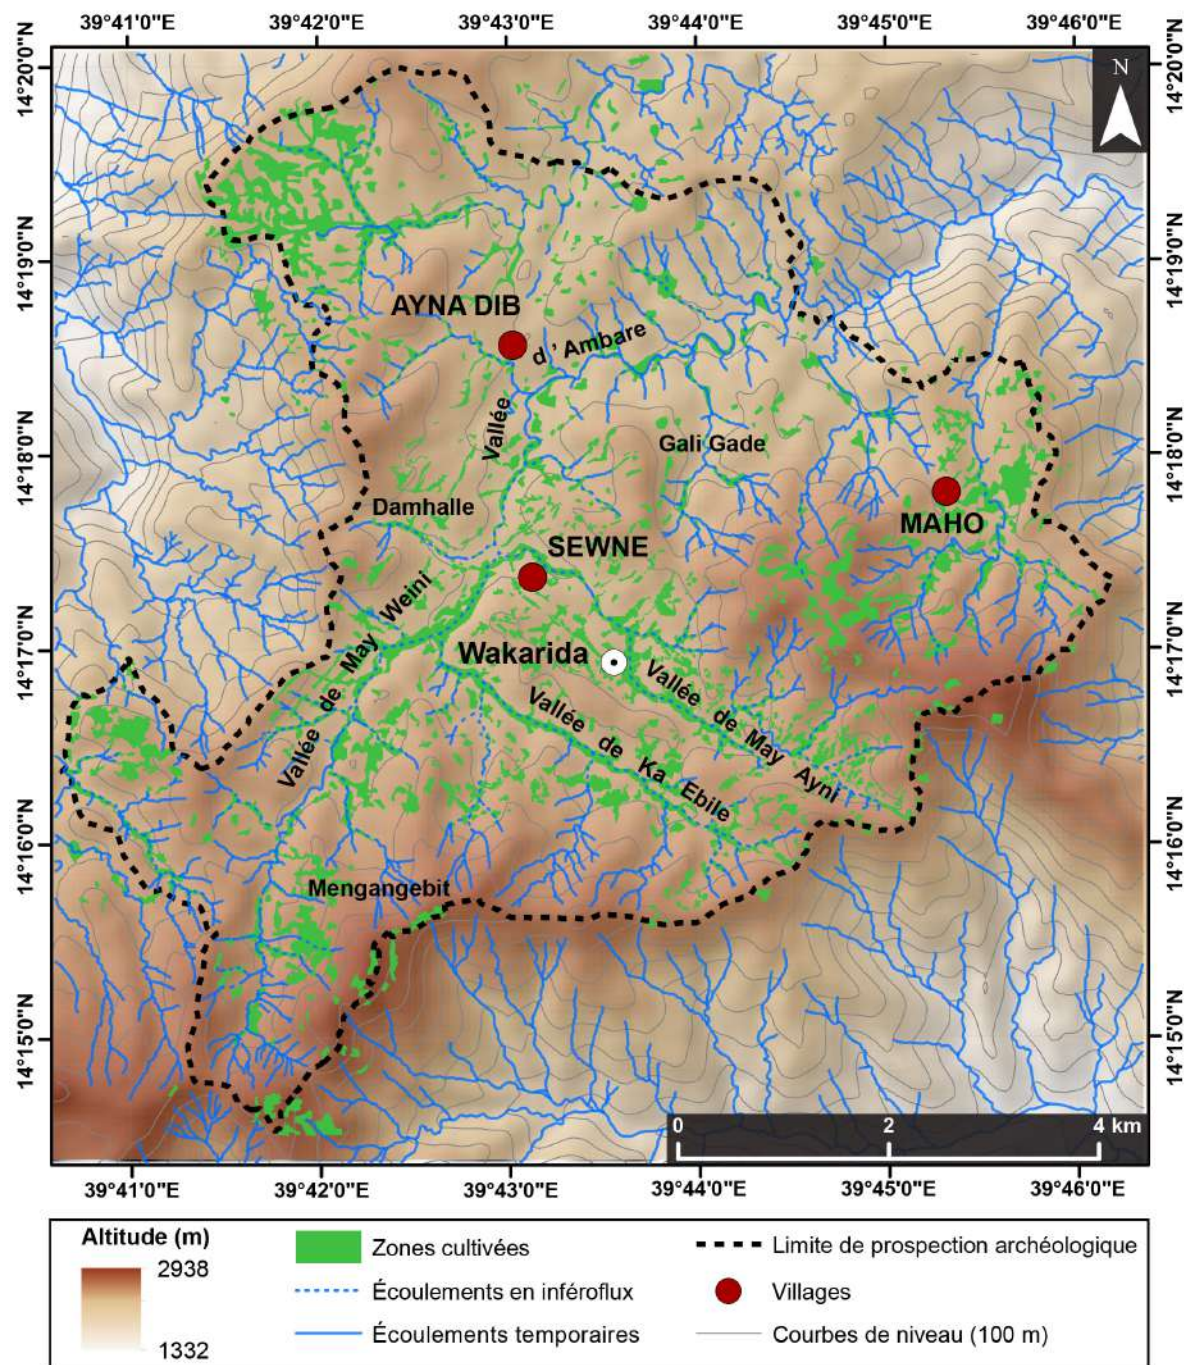 39°41'0"E 39°42'0"E 39°43'0"E 39°44'0"E 39°45'0"E 39°46'0"E
14°20'0"N
14°20'0"N
N
14°19'0"N
14°19'0"N
AYNA DIB
Vallée d'Ambare
14°18'0"N
14°18'0"N
Gali Gade
Damhalle
MAHO
SEWNE
14°17'0"N
14°17'0"N
Vallée de May Weini
Wakarida
Vallée de May Ayni
Vallée de Ka Ebile
14°16'0"N
14°16'0"N
Mengangebit
14°15'0"N
14°15'0"N
0 2 4 km
39°41'0"E 39°42'0"E 39°43'0"E 39°44'0"E 39°45'0"E 39°46'0"E
Altitude (m)
2938
1332
Zones cultivées
Écoulements en inféroflux
Écoulements temporaires
Limite de prospection archéologique
Villages
Courbes de niveau (100 m)